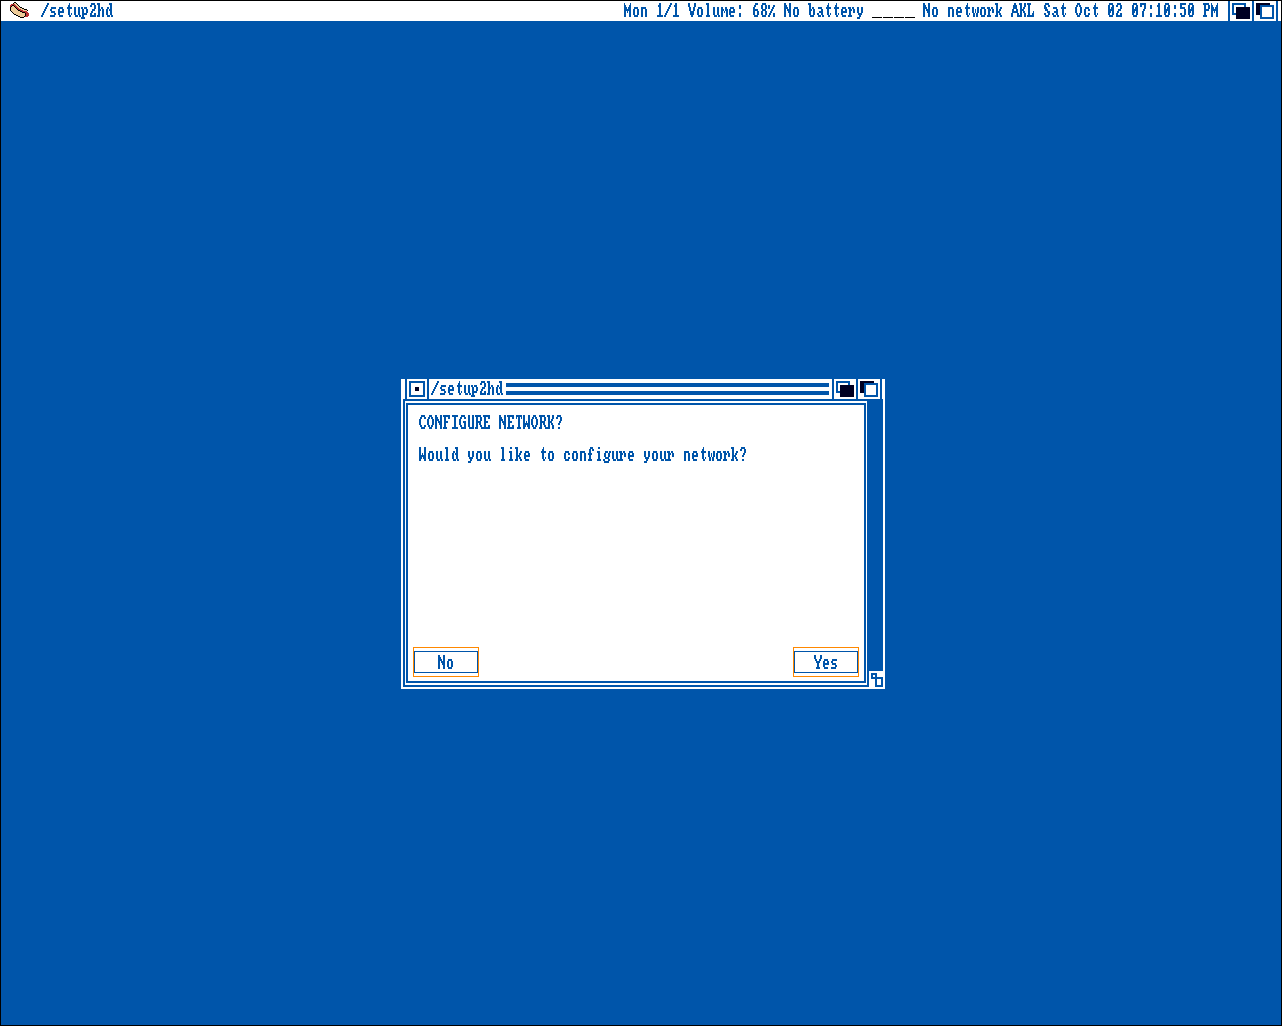 /setup2hd Mon 1/1 Volume: 68% No battery ____ No network AKL Sat Oct 02 07:10:50 PM
/setup2hd
CONFIGURE NETWORK?
Would you like to configure your network?
No Yes